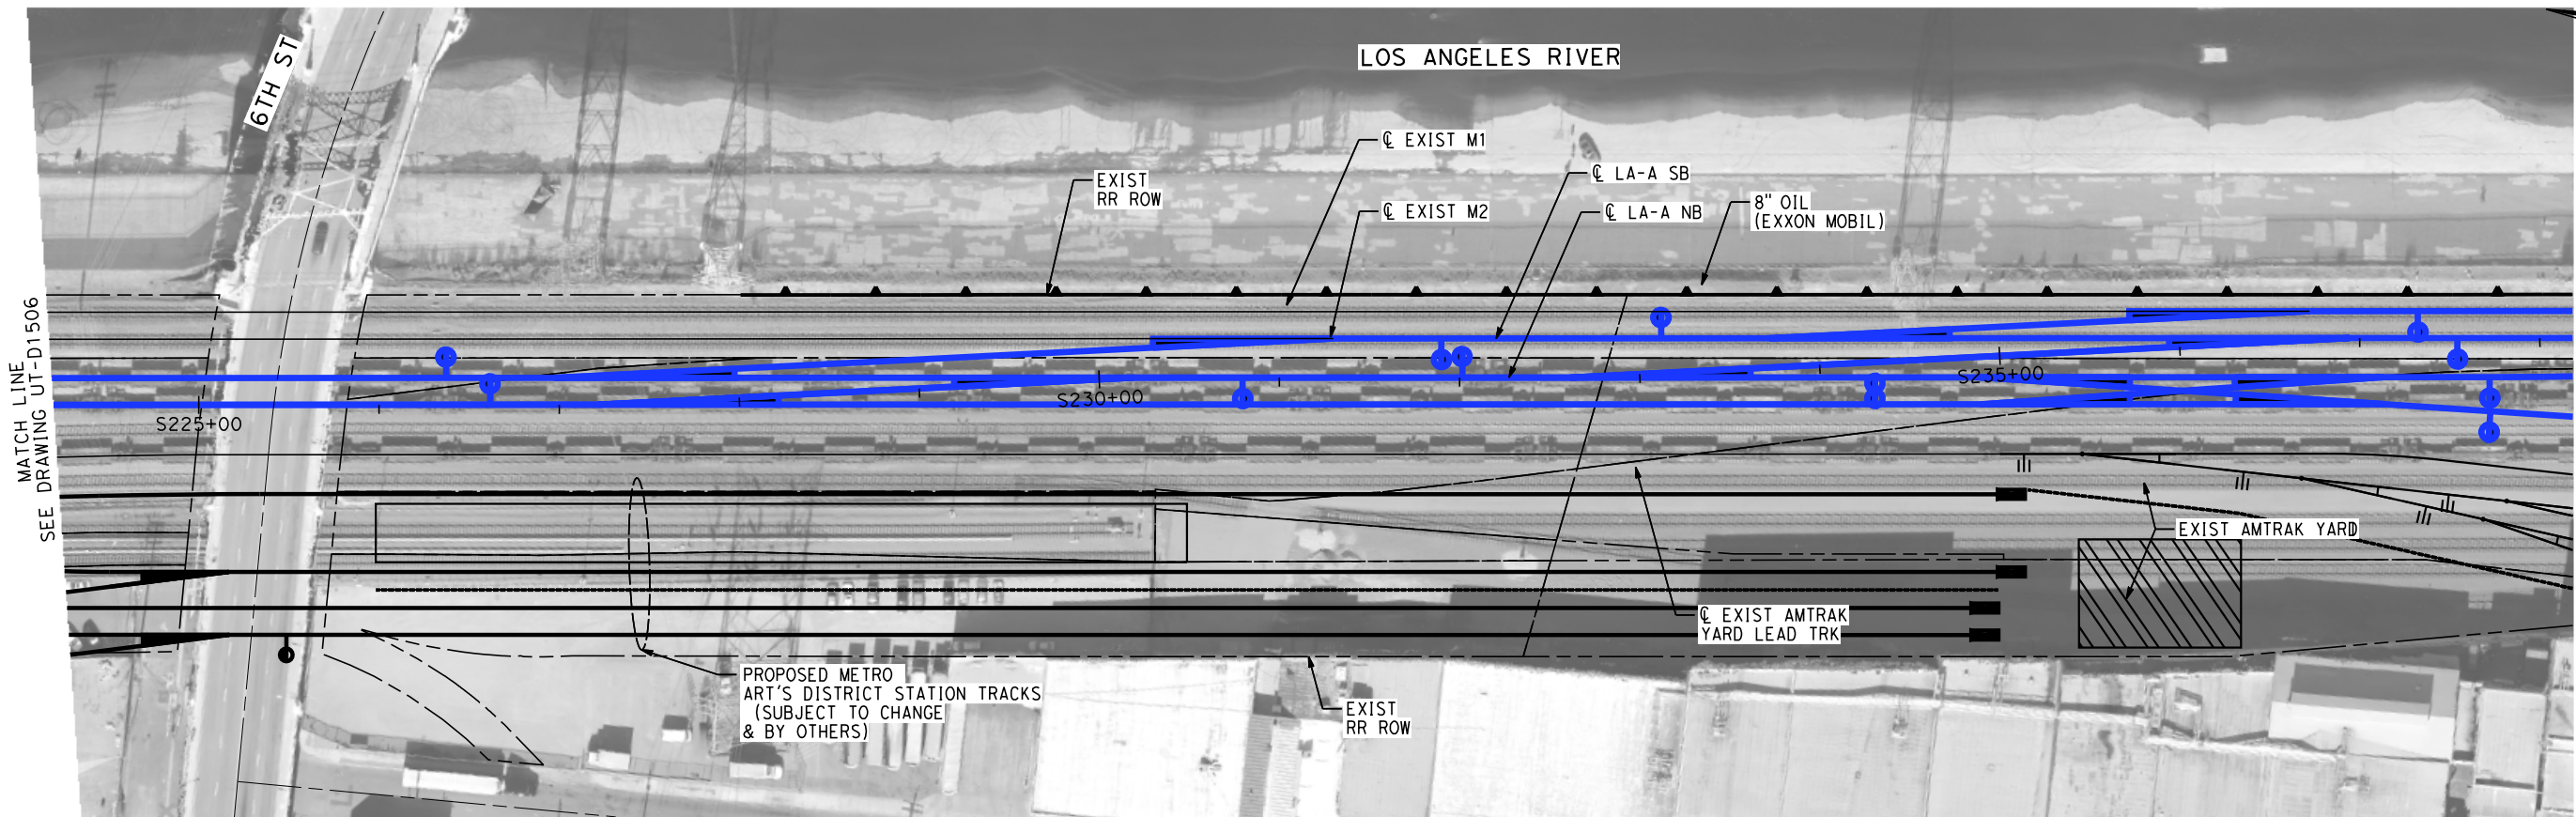 LOS ANGELES RIVER
6TH ST
℄ EXIST M1
EXIST
RR ROW
℄ LA-A SB
℄ EXIST M2
℄ LA-A NB
8" OIL
(EXXON MOBIL)
MATCH LINE
SEE DRAWING UT-D1506
S225+00
S230+00
S235+00
EXIST AMTRAK YARD
℄ EXIST AMTRAK
YARD LEAD TRK
PROPOSED METRO
ART'S DISTRICT STATION TRACKS
(SUBJECT TO CHANGE
& BY OTHERS)
EXIST
RR ROW